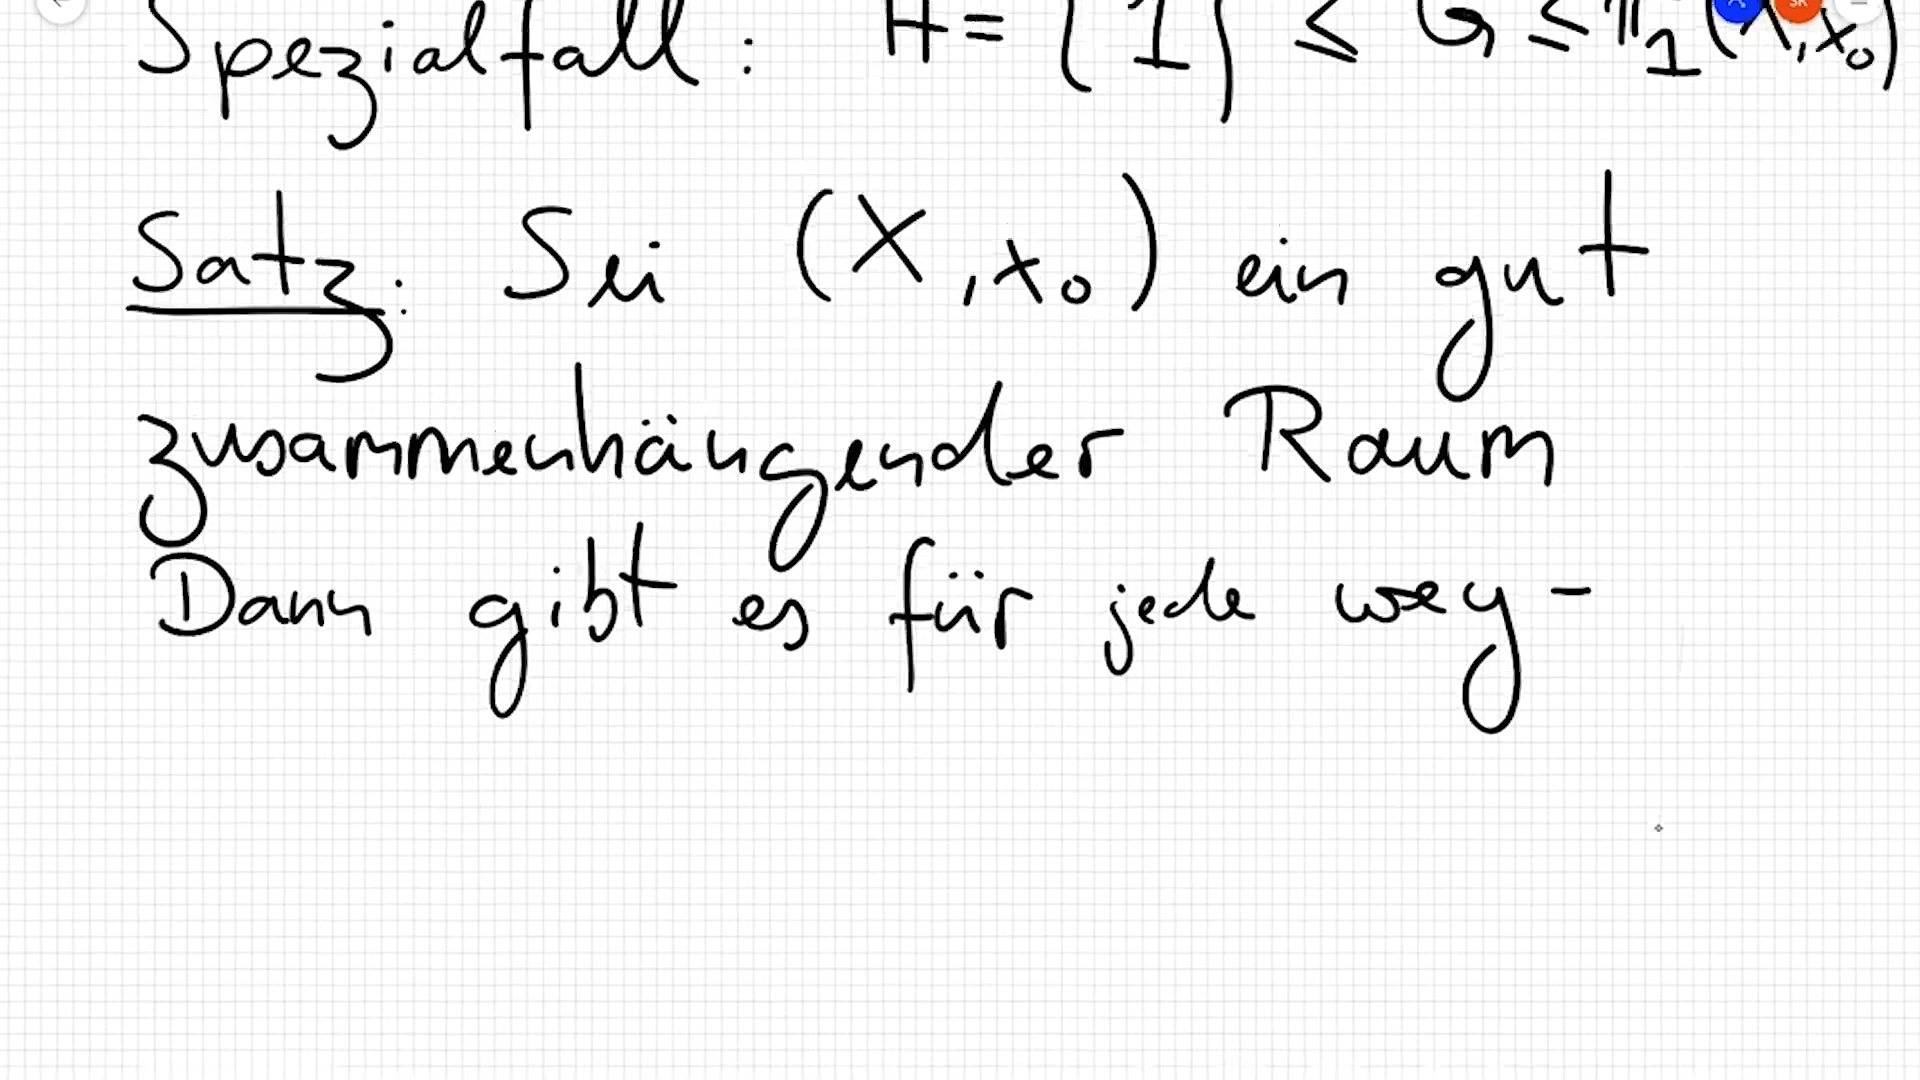 Spezialfall: H = {1} ≤ G ≤ π₁(X,x₀)
Satz: Sei (X,x₀) ein gut
zusammenhängender Raum
Dann gibt es für jede weg-